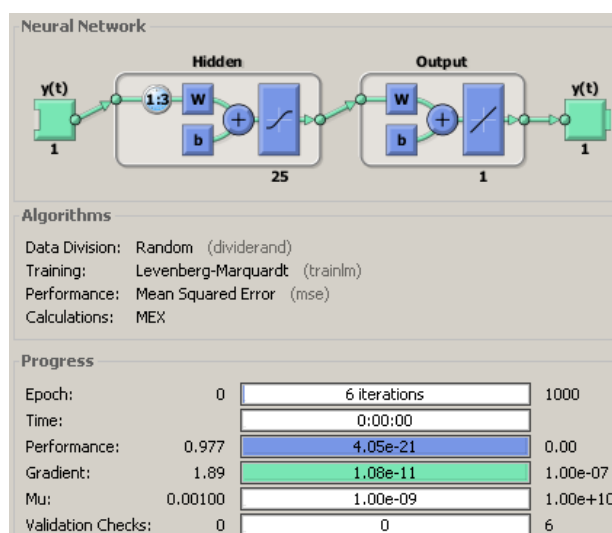 Neural Network
Hidden Output
y(t) 1:3 W b + W b + y(t)
1 25 1 1
Algorithms
Data Division: Random (dividerand)
Training: Levenberg-Marquardt (trainlm)
Performance: Mean Squared Error (mse)
Calculations: MEX
Progress
Epoch: 0 6 iterations 1000
Time: 0:00:00
Performance: 0.977 4.05e-21 0.00
Gradient: 1.89 1.08e-11 1.00e-07
Mu: 0.00100 1.00e-09 1.00e+10
Validation Checks: 0 0 6